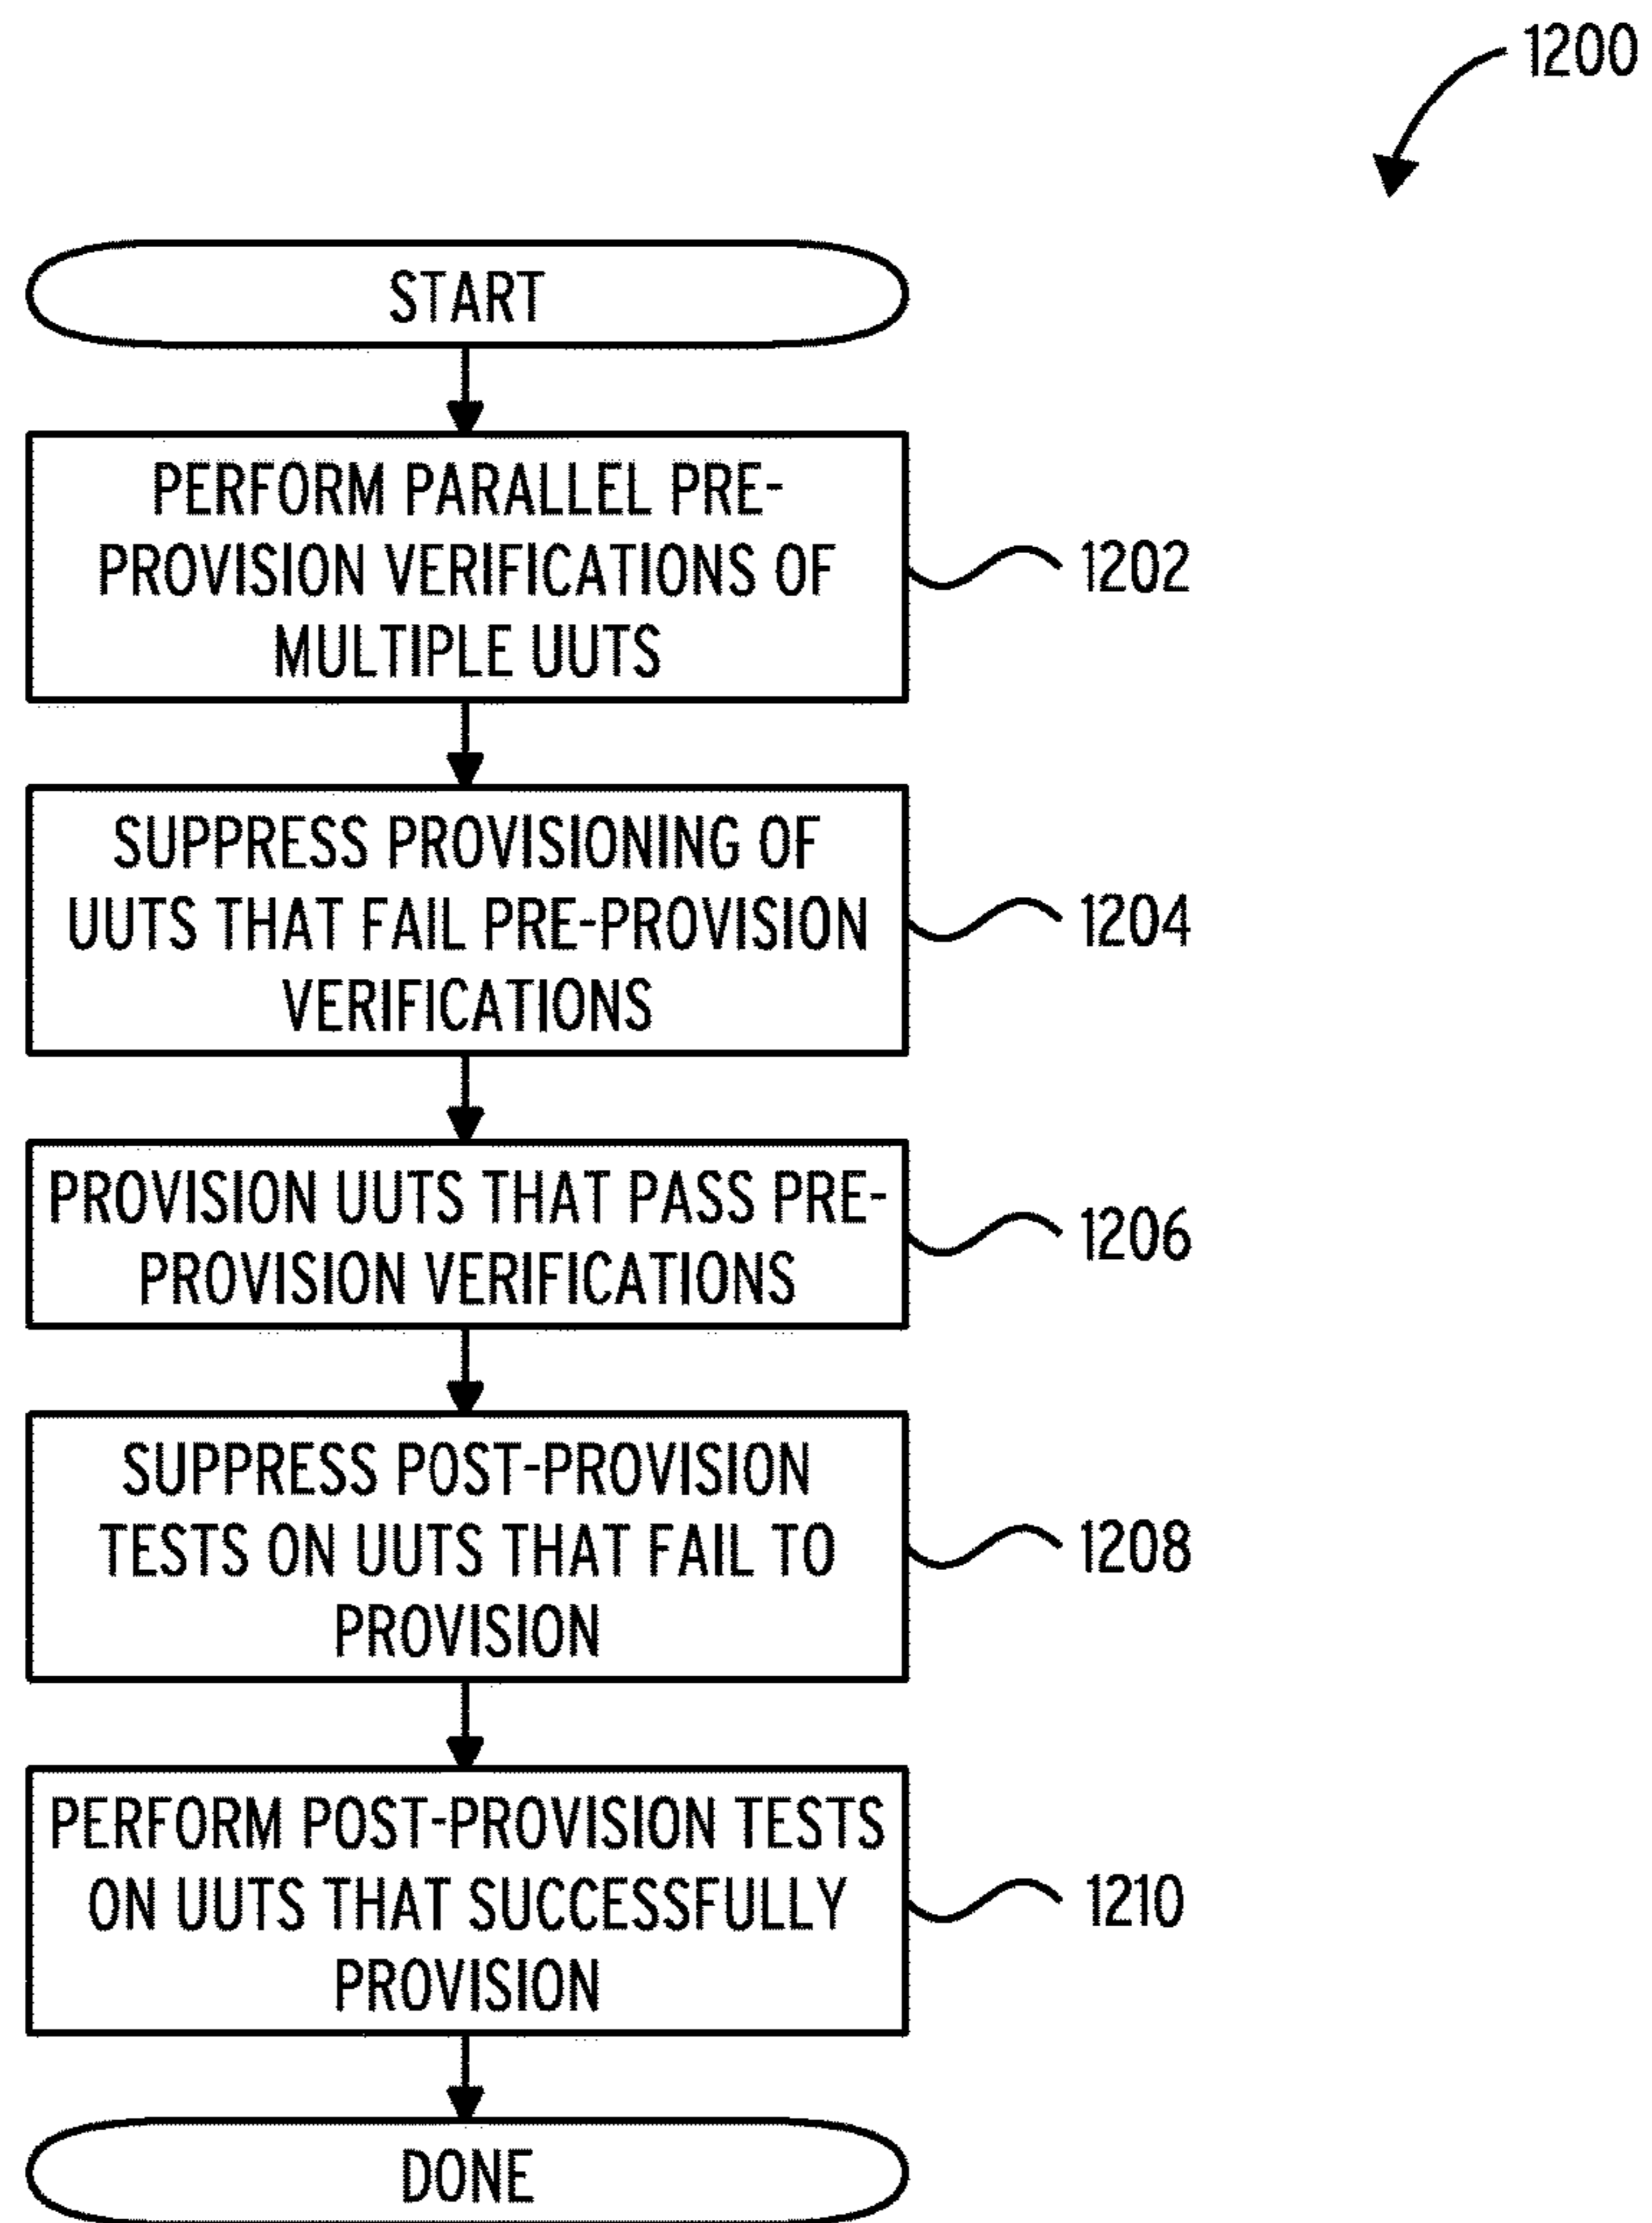 1200
START
PERFORM PARALLEL PRE-
PROVISION VERIFICATIONS OF
MULTIPLE UUTS
1202
SUPPRESS PROVISIONING OF
UUTS THAT FAIL PRE-PROVISION
VERIFICATIONS
1204
PROVISION UUTS THAT PASS PRE-
PROVISION VERIFICATIONS
1206
SUPPRESS POST-PROVISION
TESTS ON UUTS THAT FAIL TO
PROVISION
1208
PERFORM POST-PROVISION TESTS
ON UUTS THAT SUCCESSFULLY
PROVISION
1210
DONE